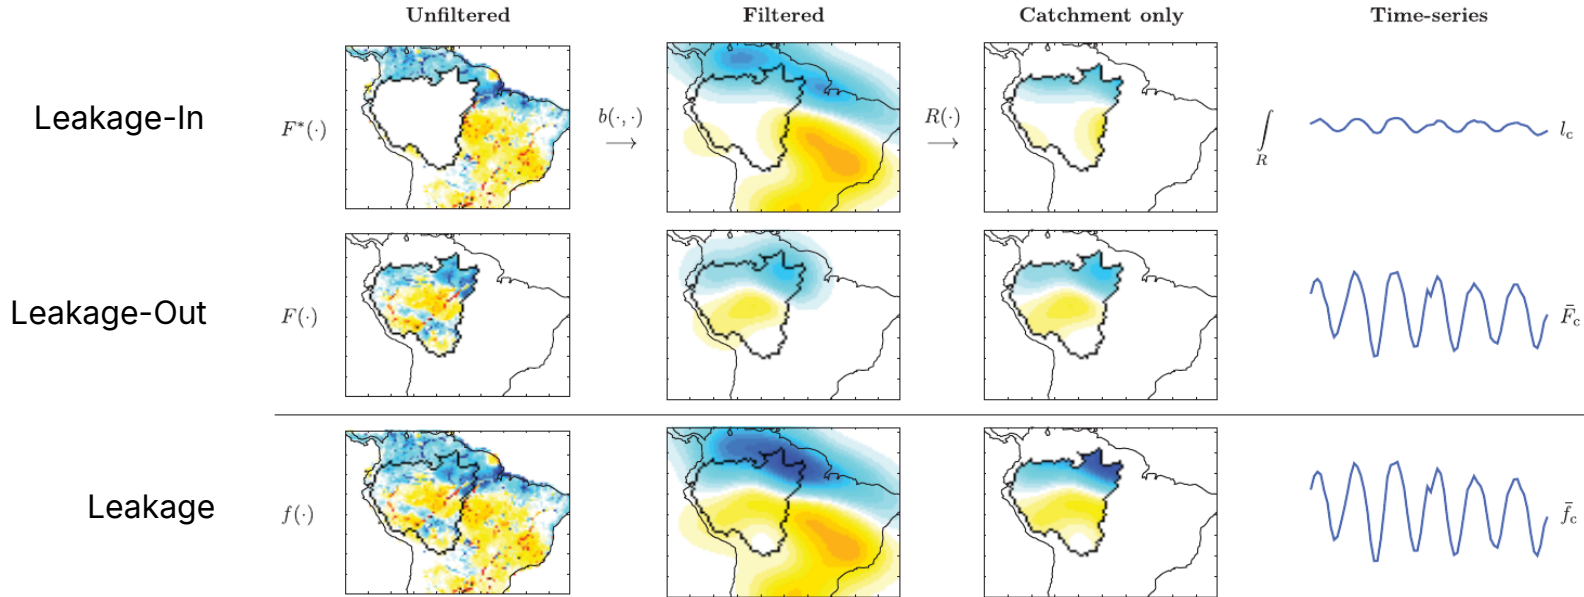 Unfiltered Filtered Catchment only Time-series
Leakage-In F*(·) b(·,·) → R(·) → ∫R l_c
Leakage-Out F(·) F̄_c
Leakage f(·) f̄_c